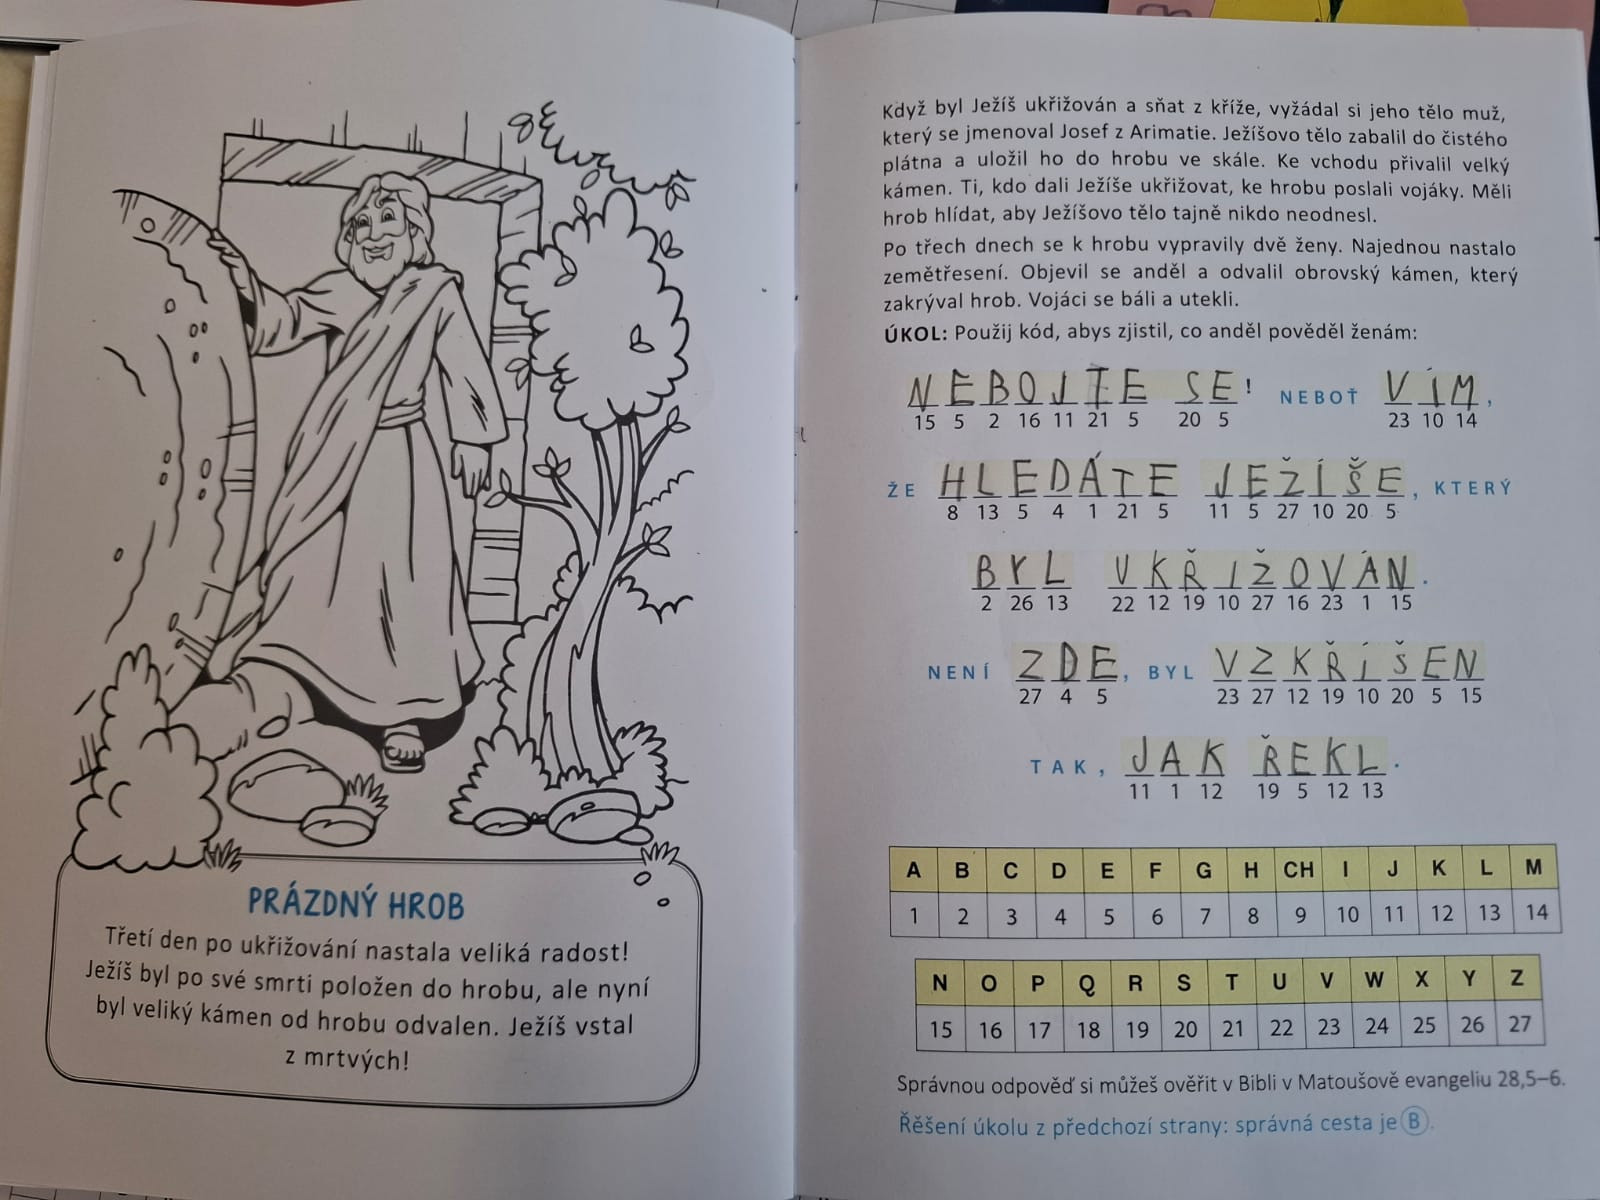 PRÁZDNÝ HROB
Třetí den po ukřižování nastala veliká radost!
Ježíš byl po své smrti položen do hrobu, ale nyní
byl veliký kámen od hrobu odvalen. Ježíš vstal
z mrtvých!
Když byl Ježíš ukřižován a sňat z kříže, vyžádal si jeho tělo muž,
který se jmenoval Josef z Arimatie. Ježíšovo tělo zabalil do čistého
plátna a uložil ho do hrobu ve skále. Ke vchodu přivalil velký
kámen. Ti, kdo dali Ježíše ukřižovat, ke hrobu poslali vojáky. Měli
hrob hlídat, aby Ježíšovo tělo tajně nikdo neodnesl.
Po třech dnech se k hrobu vypravily dvě ženy. Najednou nastalo
zemětřesení. Objevil se anděl a odvalil obrovský kámen, který
zakrýval hrob. Vojáci se báli a utekli.
ÚKOL: Použij kód, abys zjistil, co anděl pověděl ženám:
NEBOJTE SE! NEBOŤ VÍM,
15 5 2 16 11 21 5 20 5 23 10 14
ŽE HLEDÁTE JEŽÍŠE, KTERÝ
8 13 5 4 1 21 5 11 5 27 10 20 5
BYL UKŘIŽOVÁN.
2 26 13 22 12 19 10 27 16 23 1 15
NENÍ ZDE, BYL VZKŘÍŠEN
27 4 5 23 27 12 19 10 20 5 15
TAK, JAK ŘEKL.
11 1 12 19 5 12 13
A B C D E F G H CH I J K L M
1 2 3 4 5 6 7 8 9 10 11 12 13 14
N O P Q R S T U V W X Y Z
15 16 17 18 19 20 21 22 23 24 25 26 27
Správnou odpověď si můžeš ověřit v Bibli v Matoušově evangeliu 28,5–6.
Řěšení úkolu z předchozí strany: správná cesta je B.